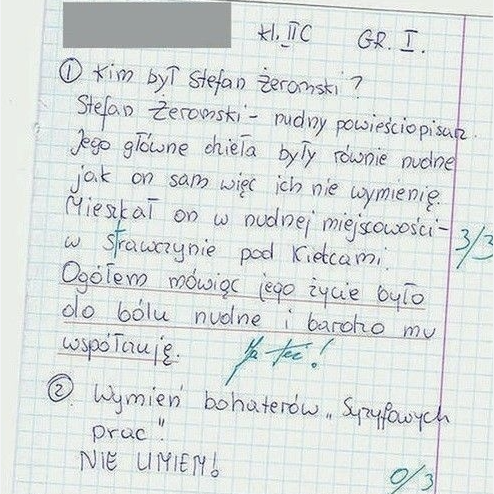 kl. II C GR. I.
① Kim był Stefan Żeromski?
Stefan Żeromski - nudny powieściopisarz.
Jego główne dzieła były równie nudne
jak on sam więc ich nie wymienię.
Mieszkał on w nudnej miejscowości -
w Strawczynie pod Kielcami. 3/3
Ogółem mówiąc jego życie było
do bólu nudne i bardzo mu
współczuję. Ja też!
② Wymień bohaterów "Syzyfowych
prac".
NIE UMIEM!
0/3